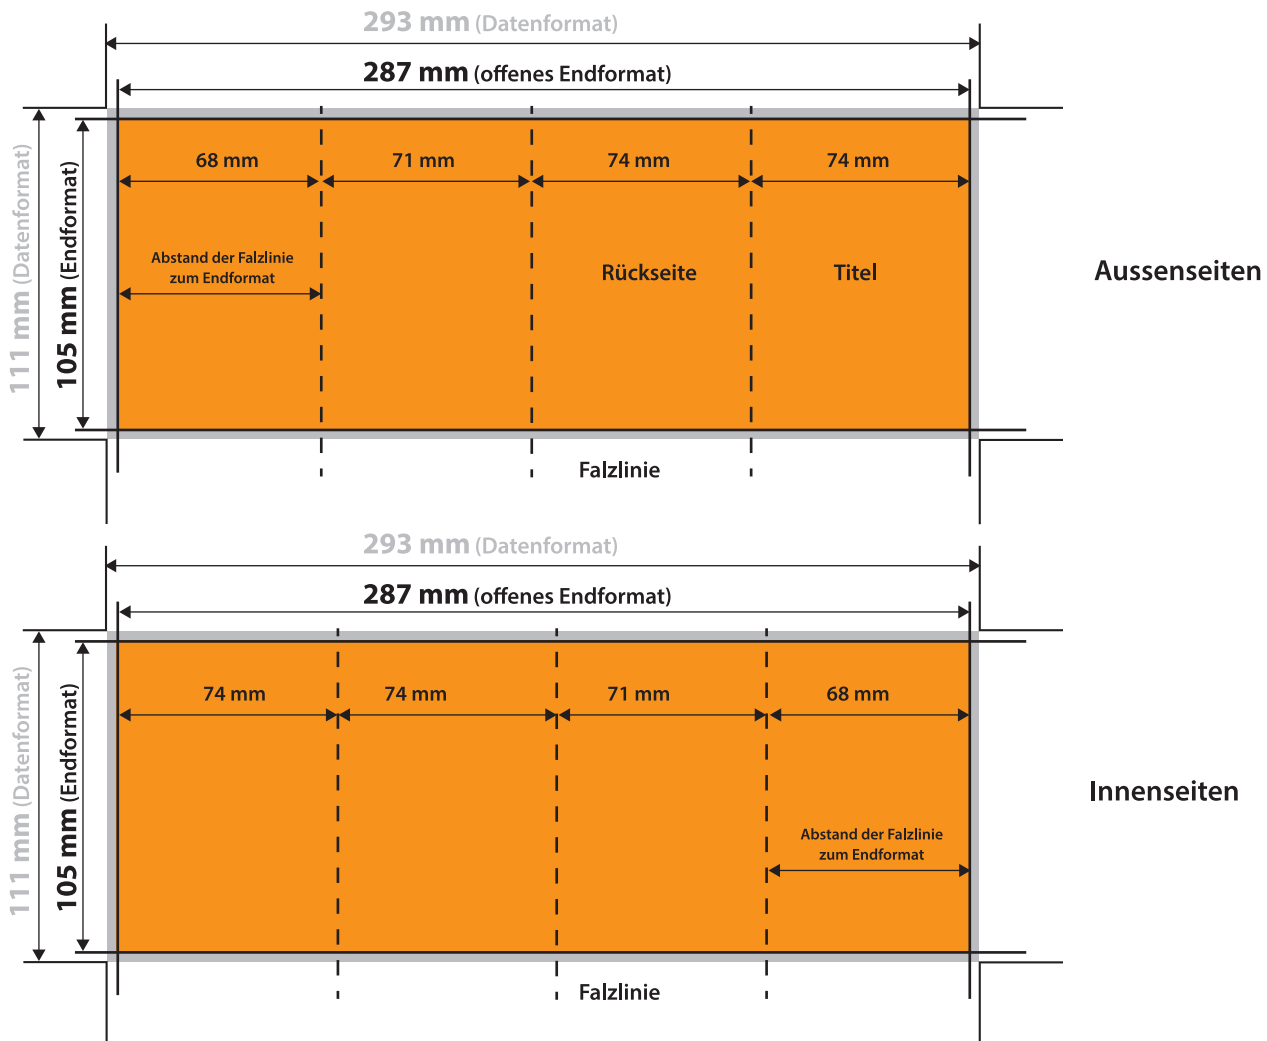 293 mm (Datenformat)
287 mm (offenes Endformat)
111 mm (Datenformat)
105 mm (Endformat)
68 mm
71 mm
74 mm
74 mm
Abstand der Falzlinie
zum Endformat
Rückseite
Titel
Aussenseiten
Falzlinie
293 mm (Datenformat)
287 mm (offenes Endformat)
111 mm (Datenformat)
105 mm (Endformat)
74 mm
74 mm
71 mm
68 mm
Innenseiten
Abstand der Falzlinie
zum Endformat
Falzlinie